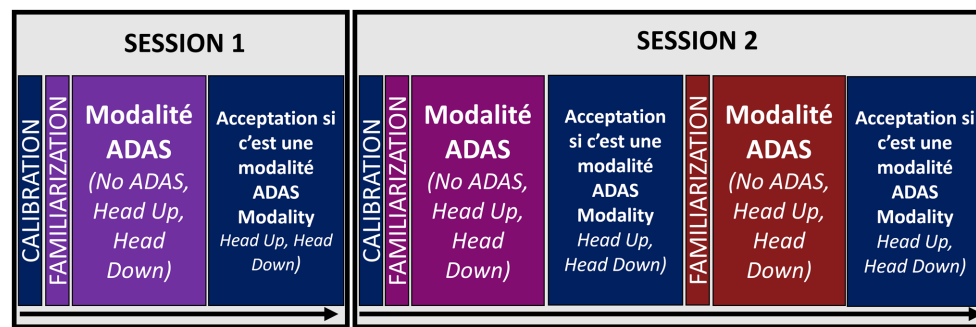 SESSION 1
CALIBRATION
FAMILIARIZATION
Modalité
ADAS
(No ADAS,
Head Up,
Head
Down)
Acceptation si
c'est une
modalité
ADAS
Modality
Head Up, Head
Down)
SESSION 2
CALIBRATION
FAMILIARIZATION
Modalité
ADAS
(No ADAS,
Head Up,
Head
Down)
Acceptation
si c'est une
modalité
ADAS
Modality
Head Up,
Head Down)
FAMILIARIZATION
Modalité
ADAS
(No ADAS,
Head Up,
Head
Down)
Acceptation si
c'est une
modalité
ADAS
Modality
Head Up,
Head Down)